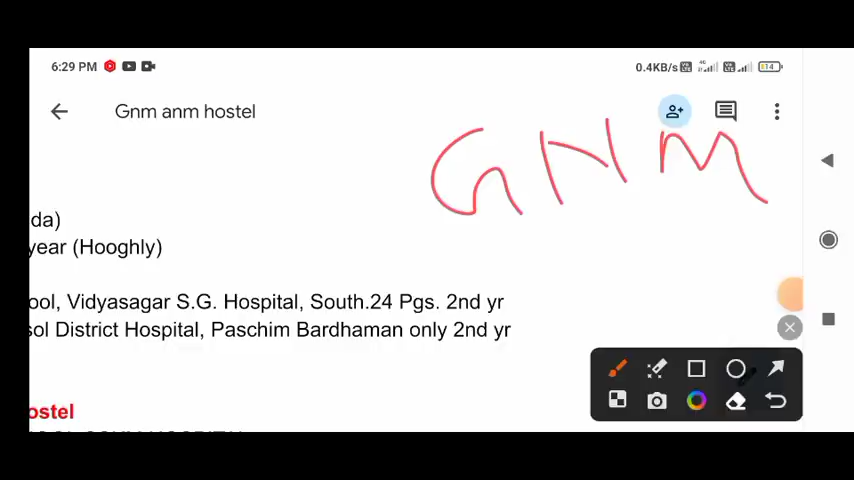 6:29 PM
0.4KB/s 14
Gnm anm hostel
GNM
da)
year (Hooghly)
ool, Vidyasagar S.G. Hospital, South.24 Pgs. 2nd yr
sol District Hospital, Paschim Bardhaman only 2nd yr
ostel